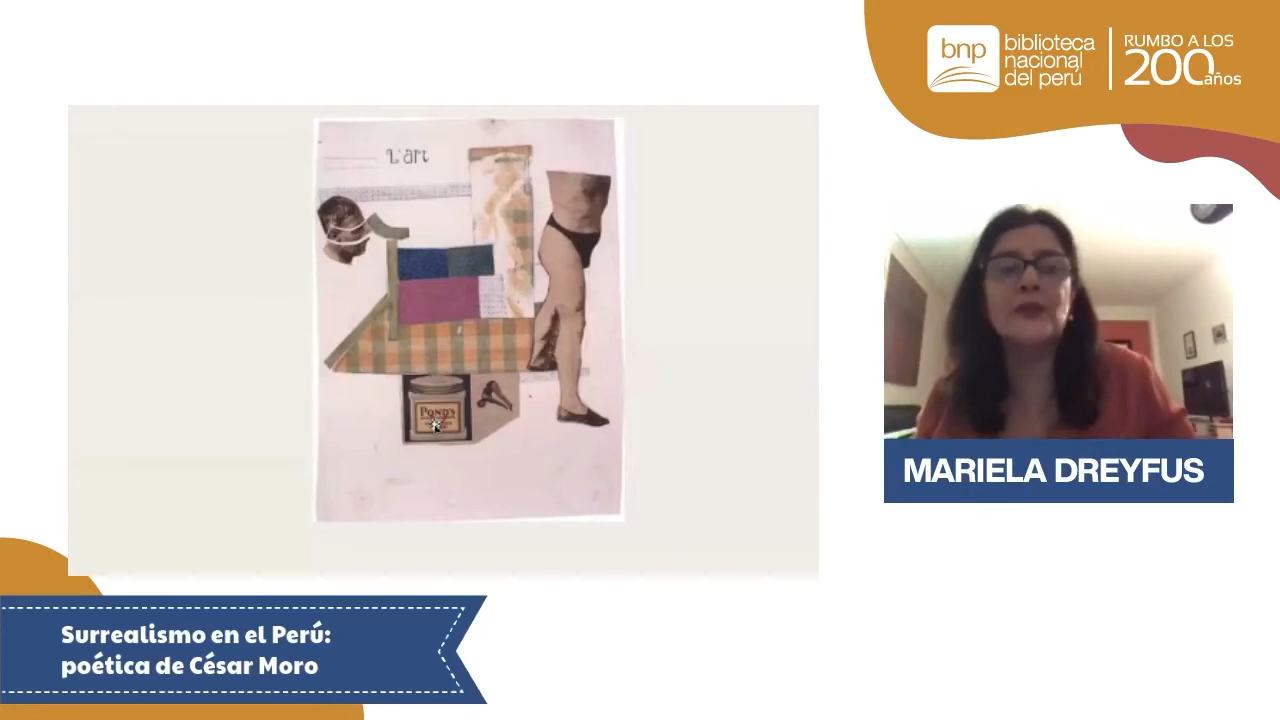 bnp
biblioteca
nacional
del perú
RUMBO A LOS
200
años
L'art
POND'S
MARIELA DREYFUS
Surrealismo en el Perú:
poética de César Moro